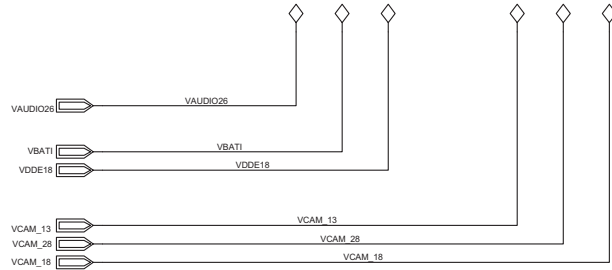 VAUDIO26 VAUDIO26
VBATI VBATI
VDDE18 VDDE18
VCAM_13 VCAM_13
VCAM_28 VCAM_28
VCAM_18 VCAM_18